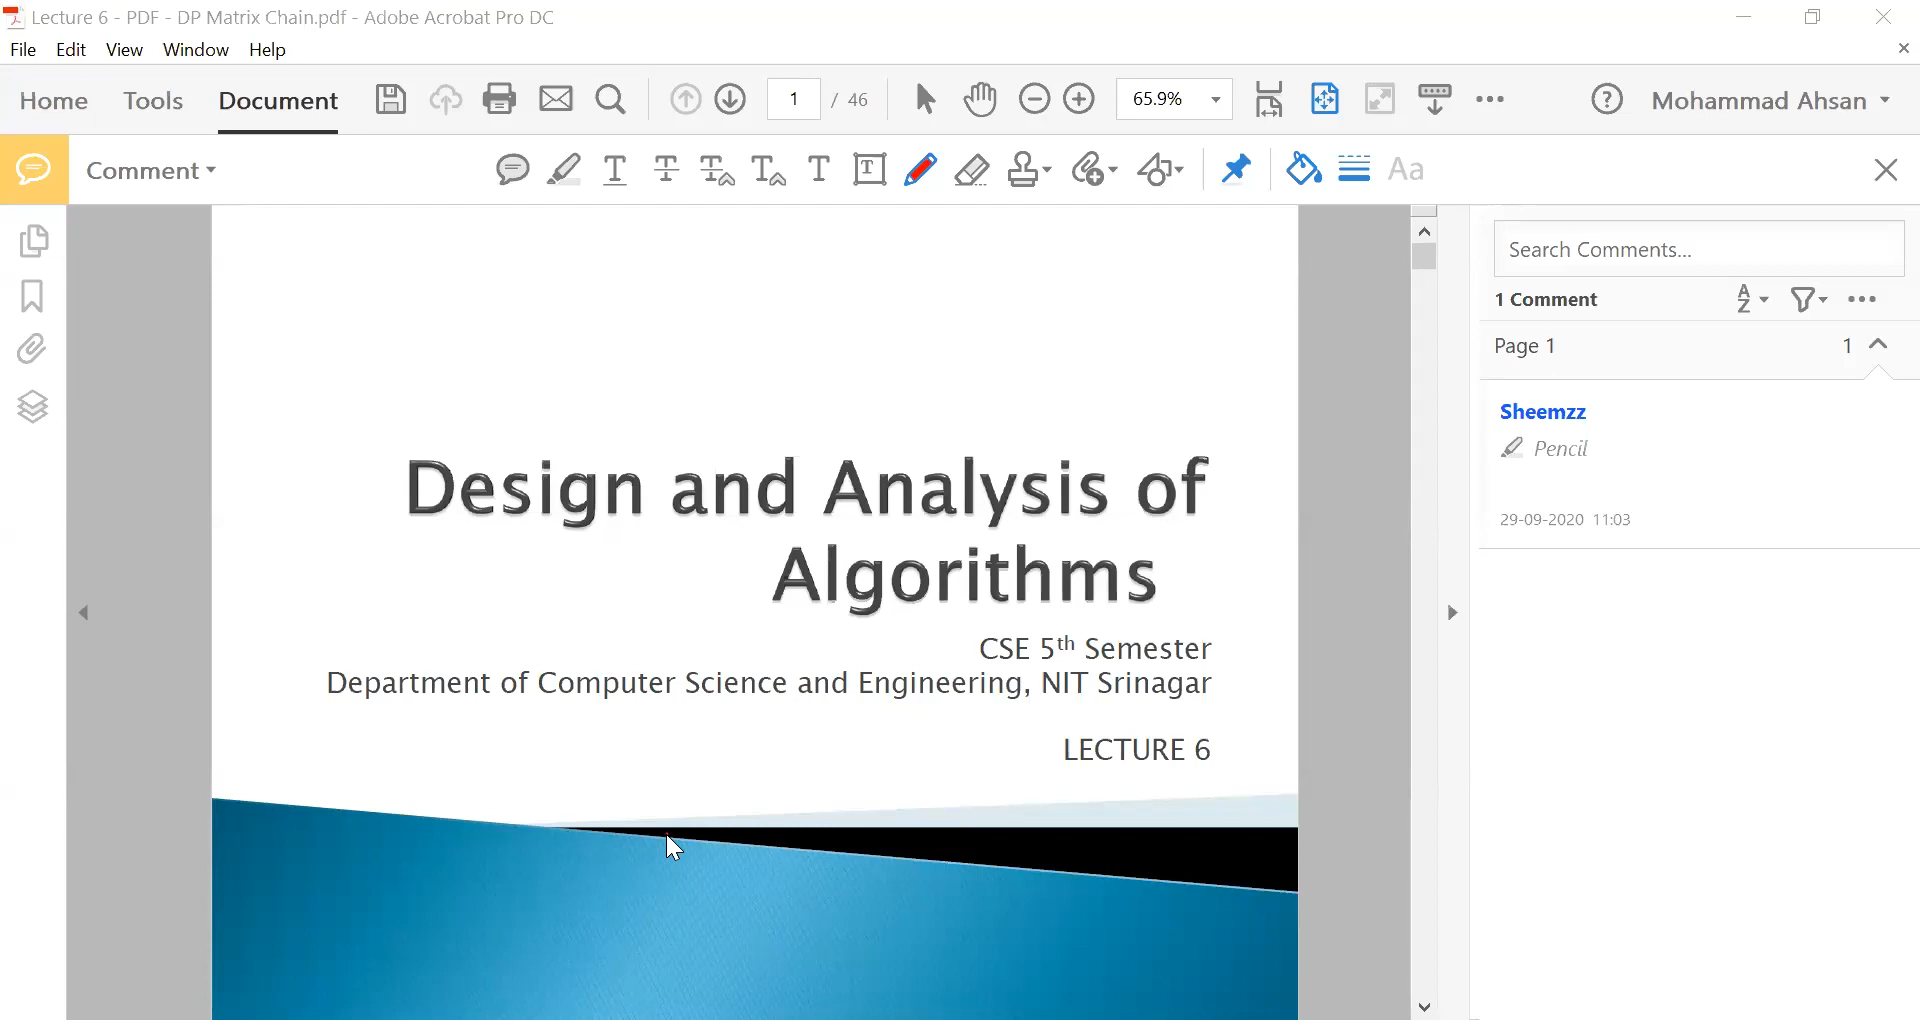 Lecture 6 - PDF - DP Matrix Chain.pdf - Adobe Acrobat Pro DC
File Edit View Window Help
Home Tools Document 1 / 46 65.9% Mohammad Ahsan
Comment Aa
Search Comments...
1 Comment
Page 1 1
Sheemzz
Pencil
29-09-2020 11:03
Design and Analysis of
Algorithms
CSE 5th Semester
Department of Computer Science and Engineering, NIT Srinagar
LECTURE 6